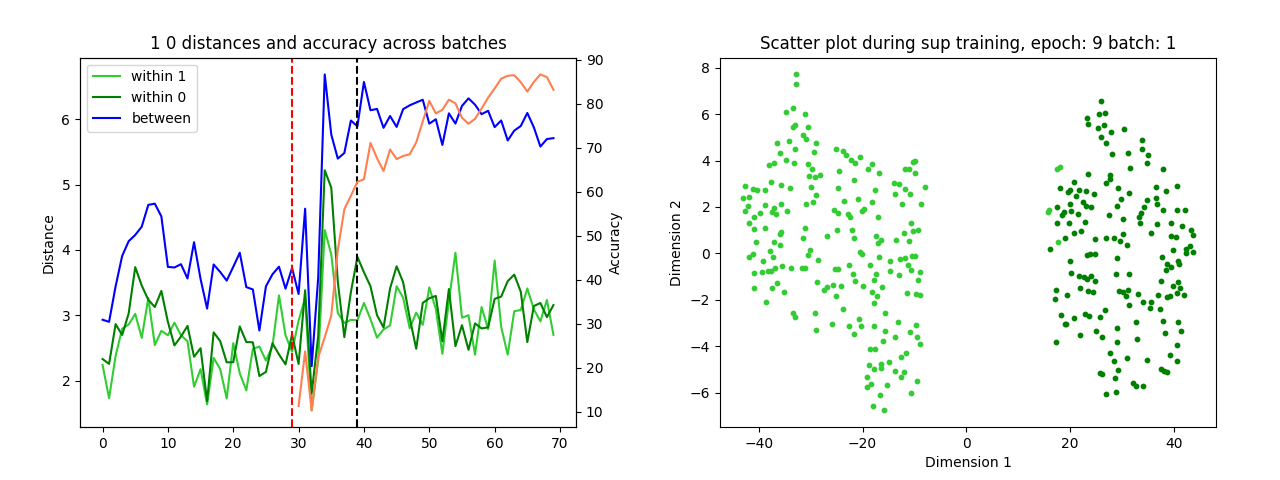 1 0 distances and accuracy across batches
within 1
within 0
between
Distance
6
5
4
3
2
Accuracy
90
80
70
60
50
40
30
20
10
0 10 20 30 40 50 60 70
Scatter plot during sup training, epoch: 9 batch: 1
Dimension 2
8
6
4
2
0
−2
−4
−6
−40 −20 0 20 40
Dimension 1